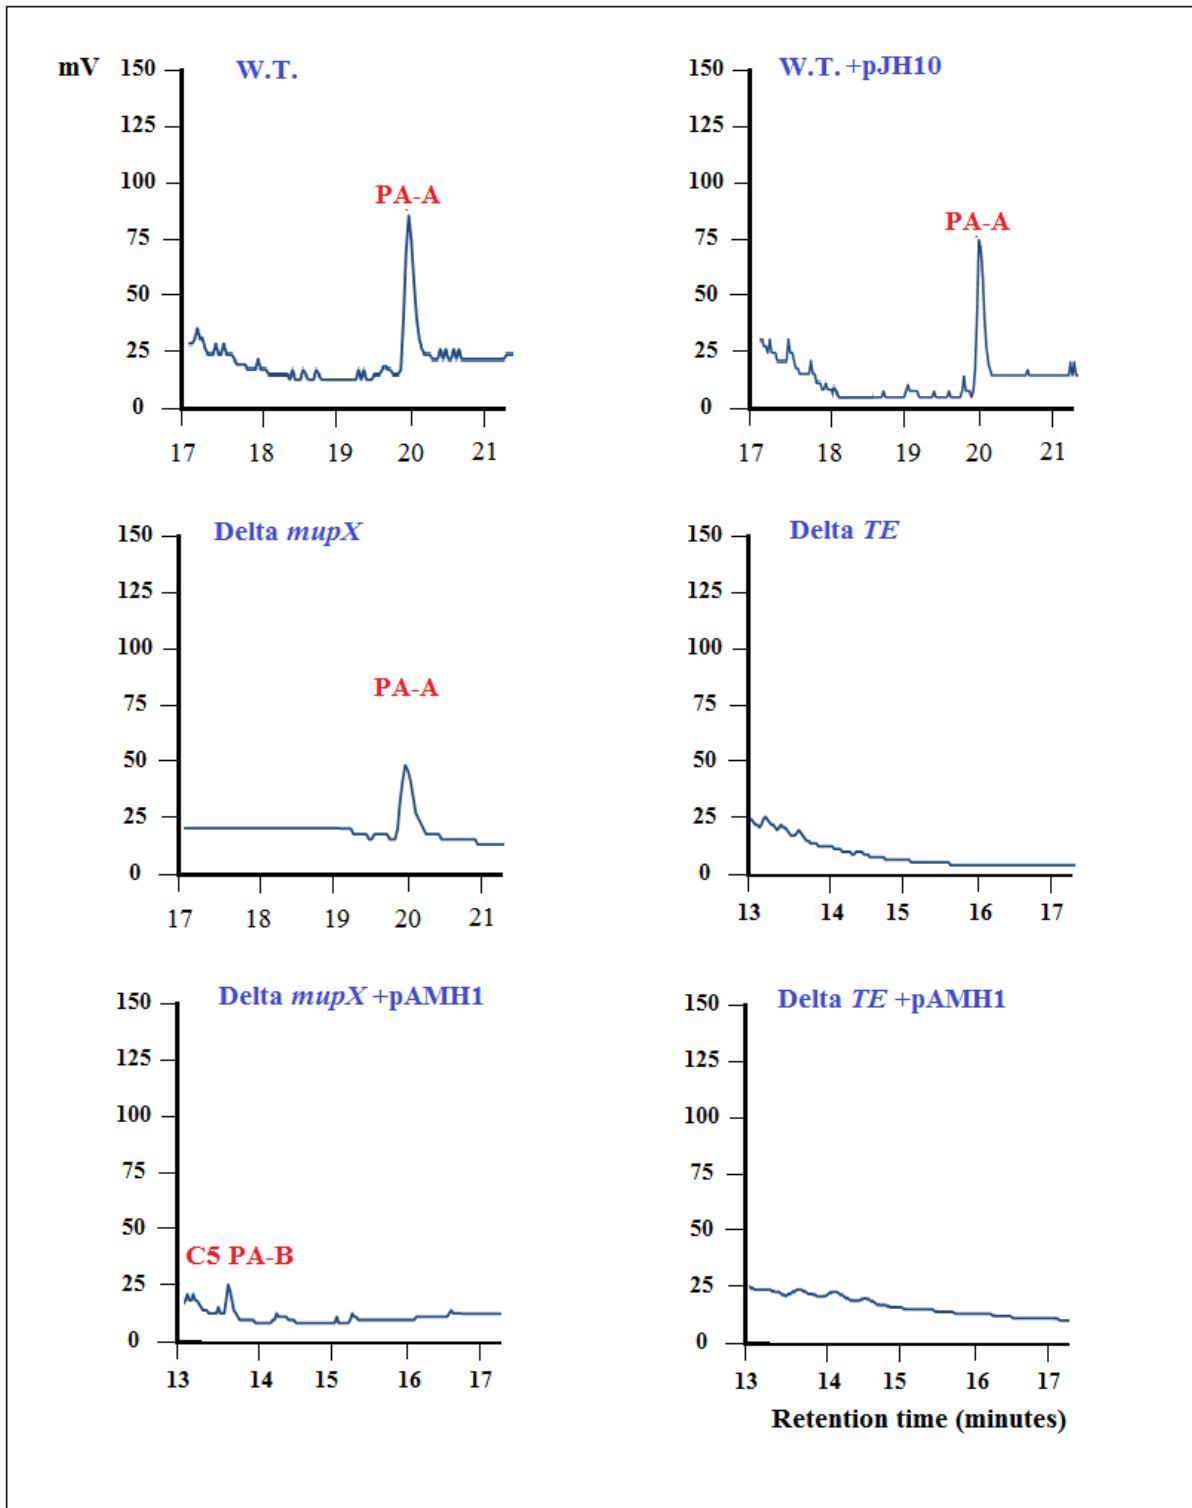 mV
W.T.
150
125
100
75
50
25
0
PA-A
17 18 19 20 21
W.T. +pJH10
150
125
100
75
50
25
0
PA-A
17 18 19 20 21
Delta mupX
150
125
100
75
50
25
0
PA-A
17 18 19 20 21
Delta TE
150
125
100
75
50
25
0
13 14 15 16 17
Delta mupX +pAMH1
150
125
100
75
50
25
0
C5 PA-B
13 14 15 16 17
Delta TE +pAMH1
150
125
100
75
50
25
0
13 14 15 16 17
Retention time (minutes)